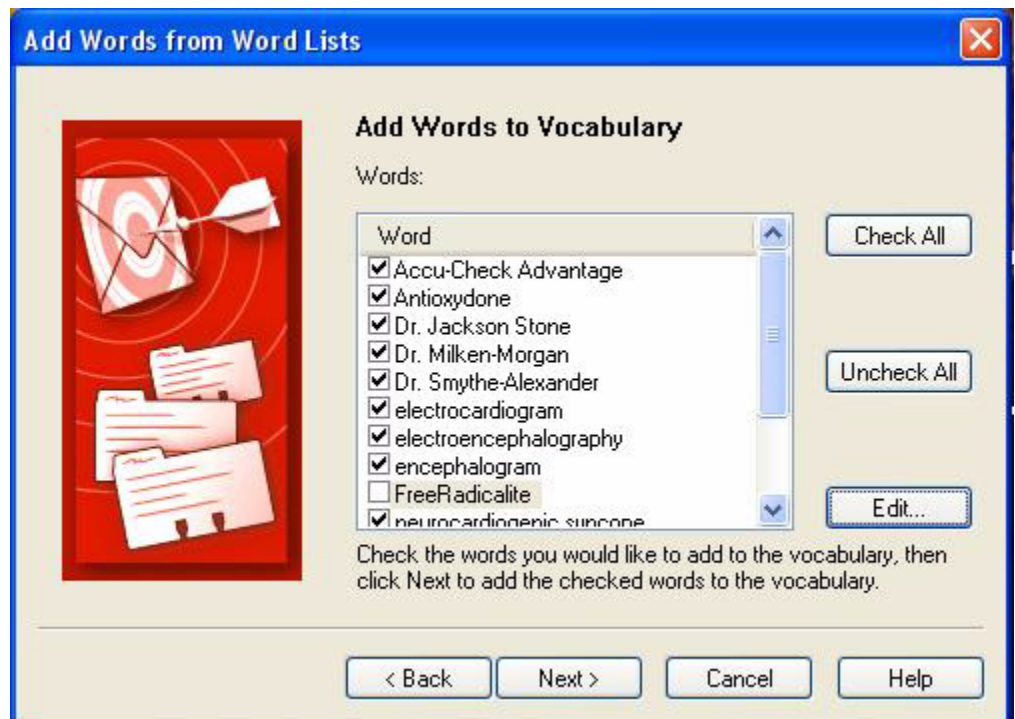 Add Words from Word Lists
Add Words to Vocabulary
Words:
Word
Accu-Check Advantage
Antioxydone
Dr. Jackson Stone
Dr. Milken-Morgan
Dr. Smythe-Alexander
electrocardiogram
electroencephalography
encephalogram
FreeRadicalite
neurocardiogenic syncope
Check All
Uncheck All
Edit...
Check the words you would like to add to the vocabulary, then
click Next to add the checked words to the vocabulary.
< Back
Next >
Cancel
Help